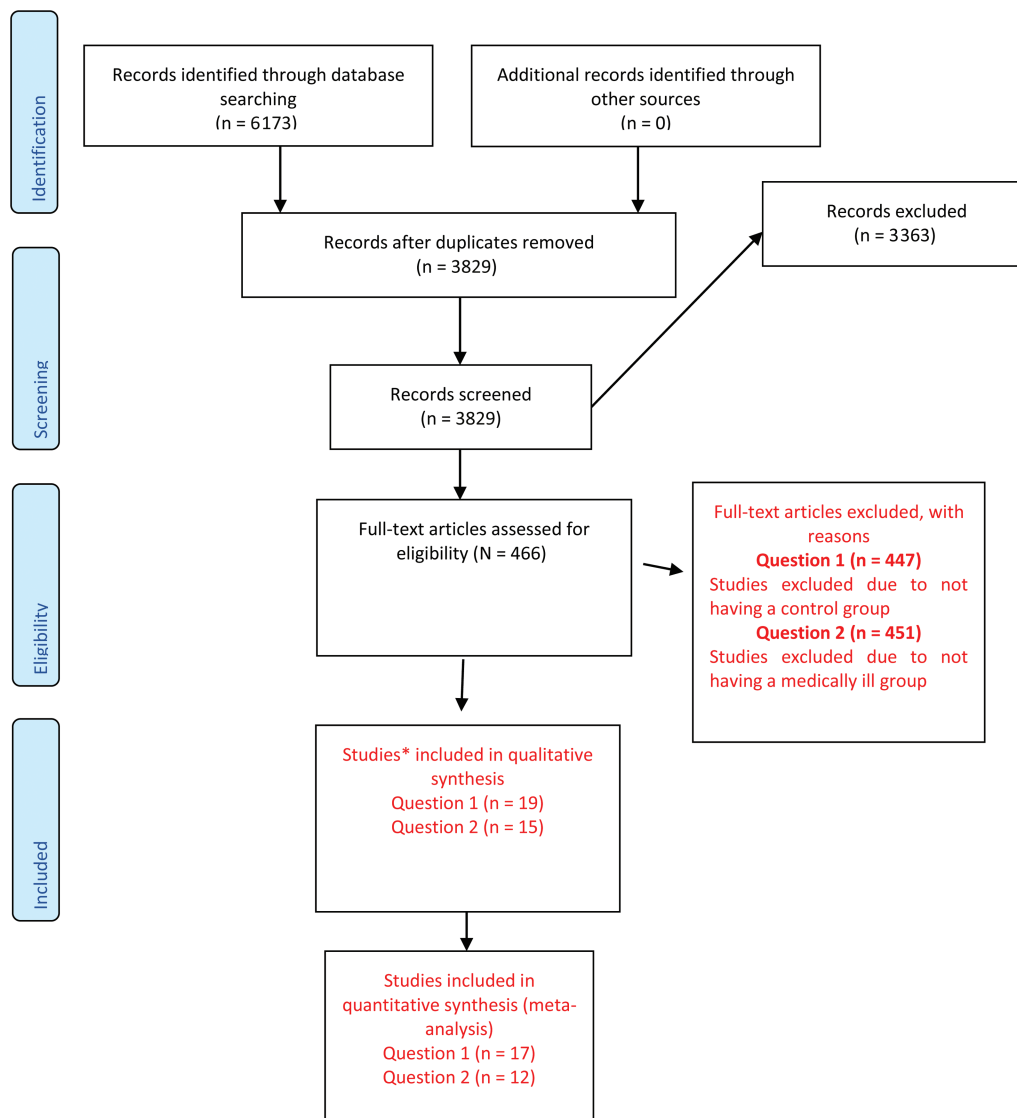 Identification
Records identified through database
searching
(n = 6173)
Additional records identified through
other sources
(n = 0)
Records after duplicates removed
(n = 3829)
Records excluded
(n = 3363)
Screening
Records screened
(n = 3829)
Eligibility
Full-text articles assessed for
eligibility (N = 466)
Full-text articles excluded, with
reasons
Question 1 (n = 447)
Studies excluded due to not
having a control group
Question 2 (n = 451)
Studies excluded due to not
having a medically ill group
Included
Studies* included in qualitative
synthesis
Question 1 (n = 19)
Question 2 (n = 15)
Studies included in
quantitative synthesis (meta-
analysis)
Question 1 (n = 17)
Question 2 (n = 12)